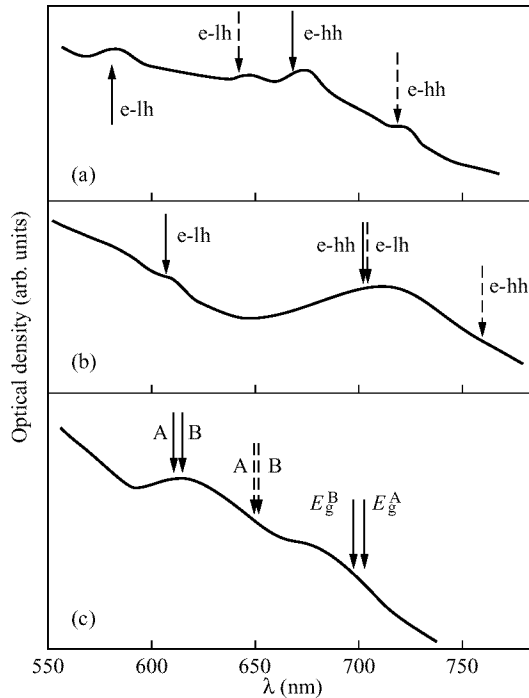 e-lh
e-hh
e-hh
e-lh
(a)
e-lh
e-hh
e-lh
e-hh
(b)
A
B
A
B
E_g^B
E_g^A
(c)
Optical density (arb. units)
550
600
650
700
750
λ (nm)